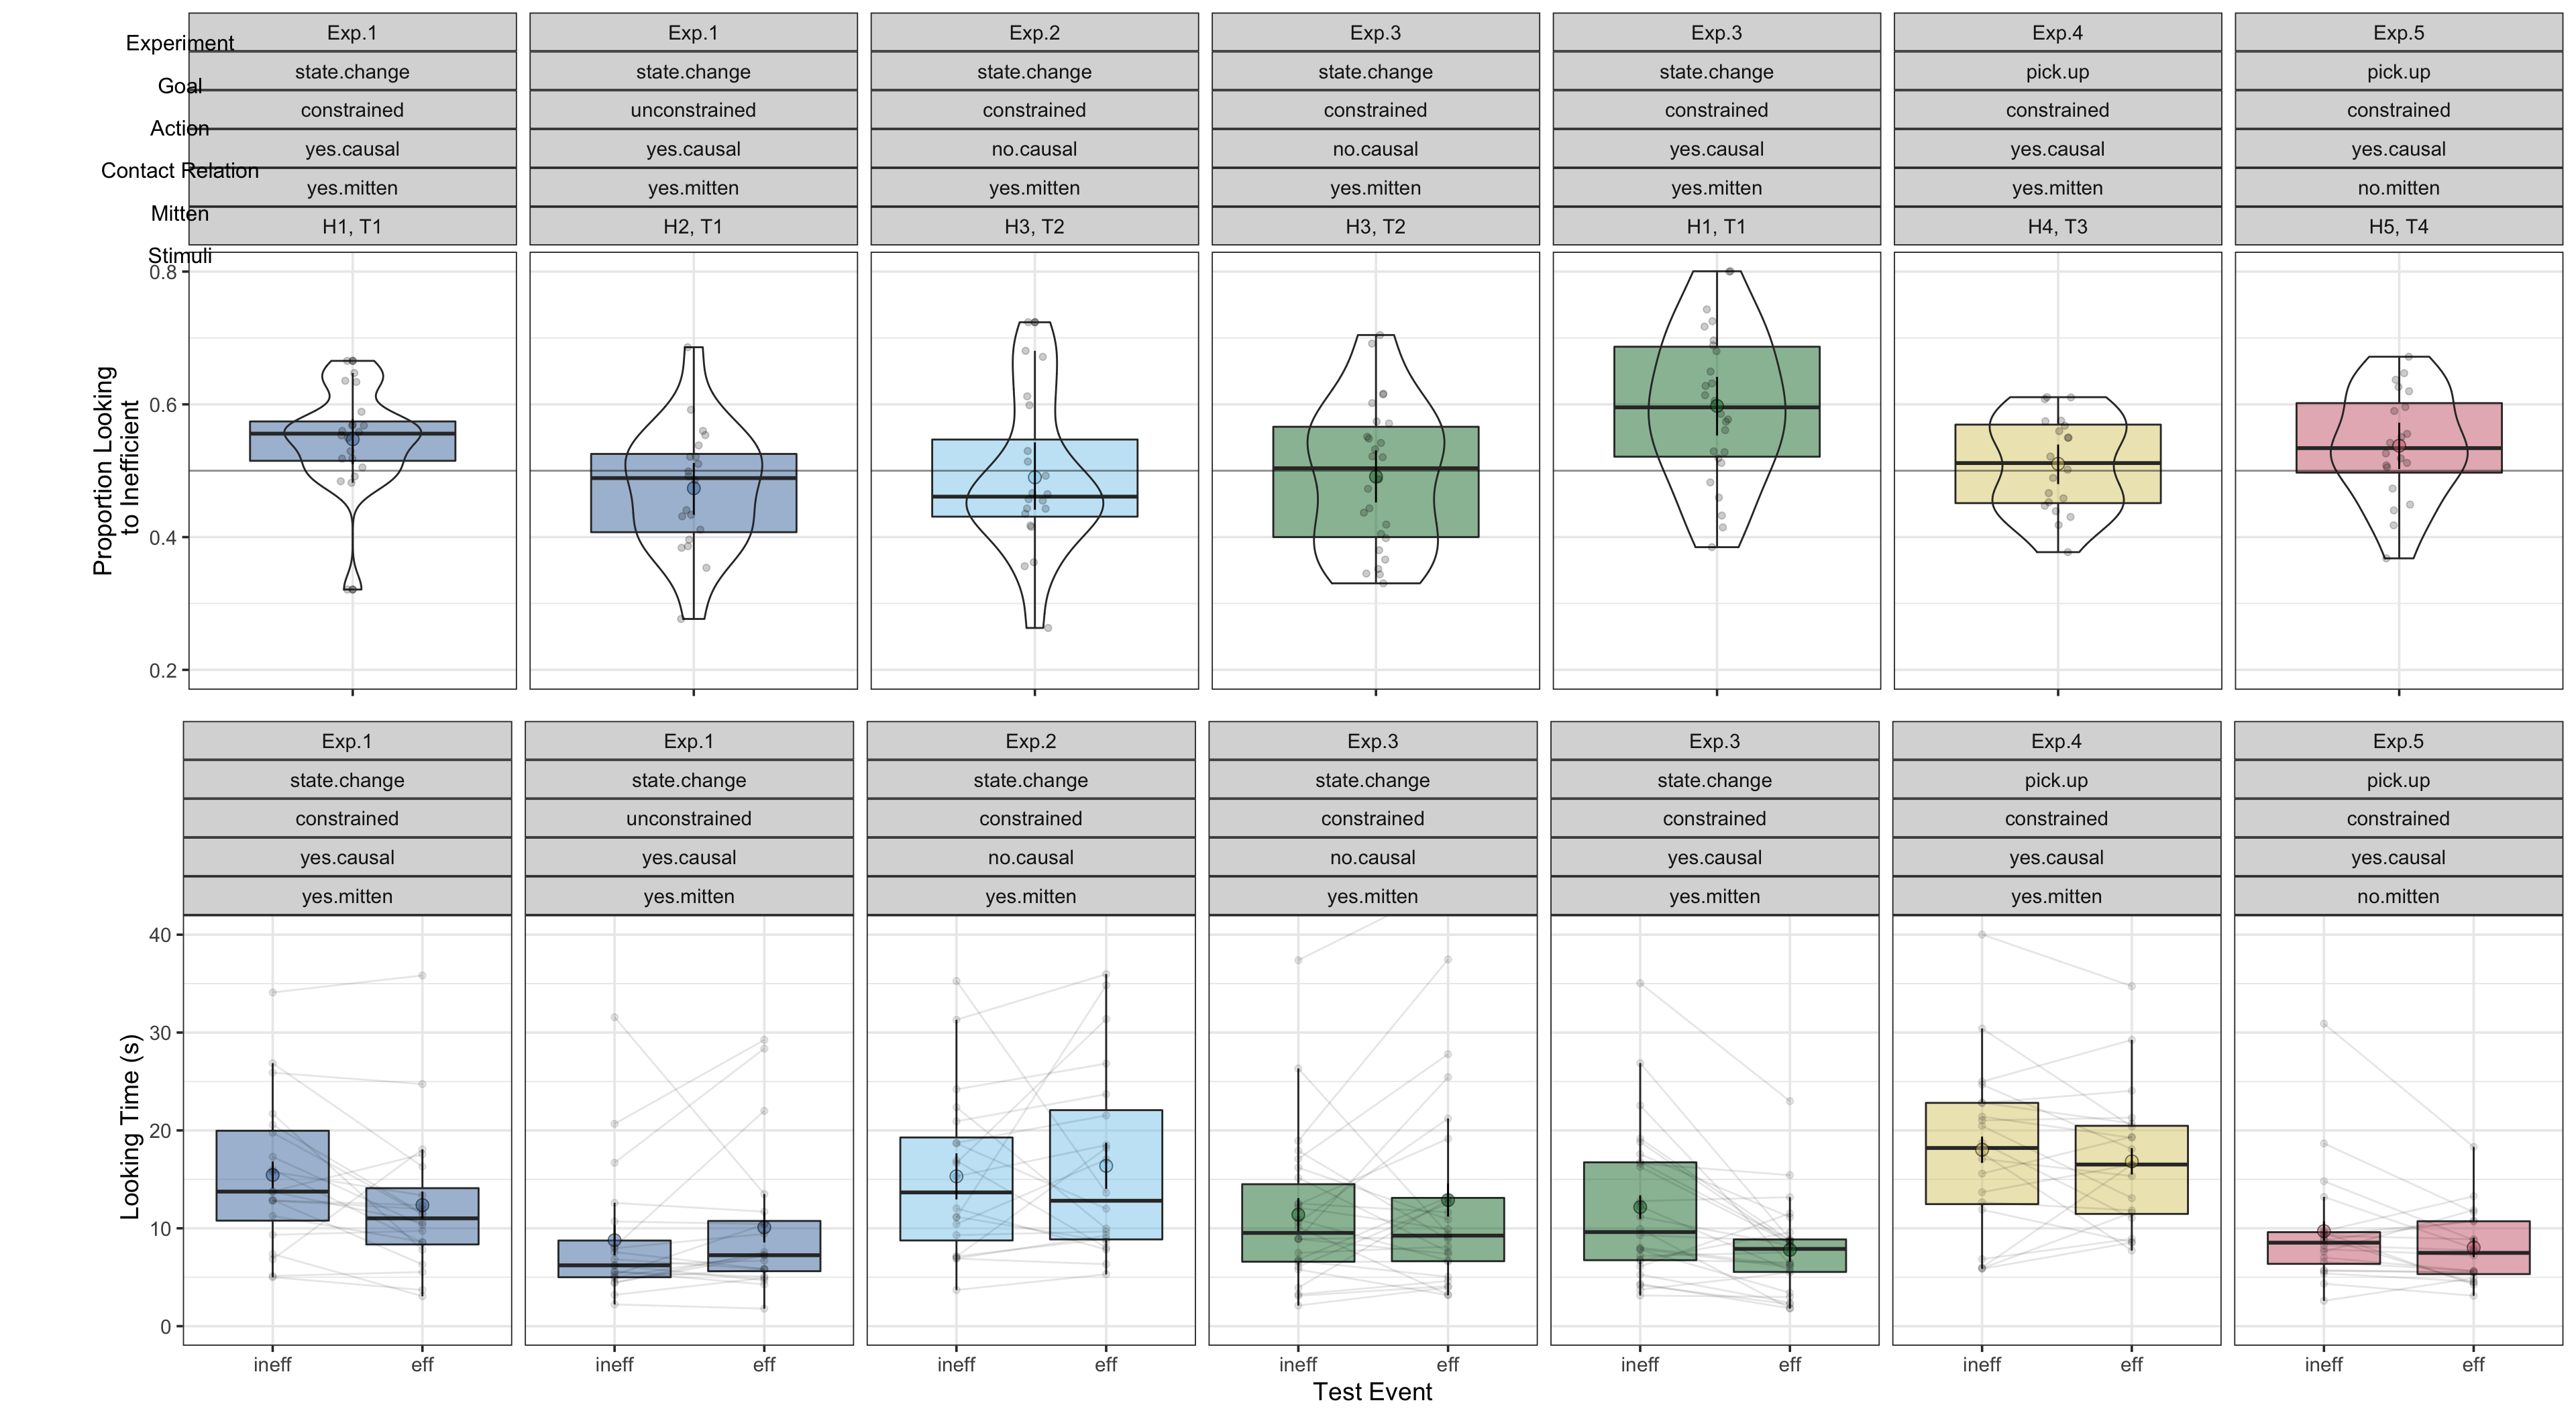 Experiment Exp.1 Exp.1 Exp.2 Exp.3 Exp.3 Exp.4 Exp.5
Goal state.change state.change state.change state.change state.change pick.up pick.up
Action constrained unconstrained constrained constrained constrained constrained constrained
Contact Relation yes.causal yes.causal no.causal no.causal yes.causal yes.causal yes.causal
Mitten yes.mitten yes.mitten yes.mitten yes.mitten yes.mitten yes.mitten no.mitten
Stimuli H1, T1 H2, T1 H3, T2 H3, T2 H1, T1 H4, T3 H5, T4
Proportion Looking
to Inefficient
0.8
0.6
0.4
0.2
Exp.1 Exp.1 Exp.2 Exp.3 Exp.3 Exp.4 Exp.5
state.change state.change state.change state.change state.change pick.up pick.up
constrained unconstrained constrained constrained constrained constrained constrained
yes.causal yes.causal no.causal no.causal yes.causal yes.causal yes.causal
yes.mitten yes.mitten yes.mitten yes.mitten yes.mitten yes.mitten no.mitten
Looking Time (s)
40
30
20
10
0
ineff eff ineff eff ineff eff ineff eff ineff eff ineff eff ineff eff
Test Event